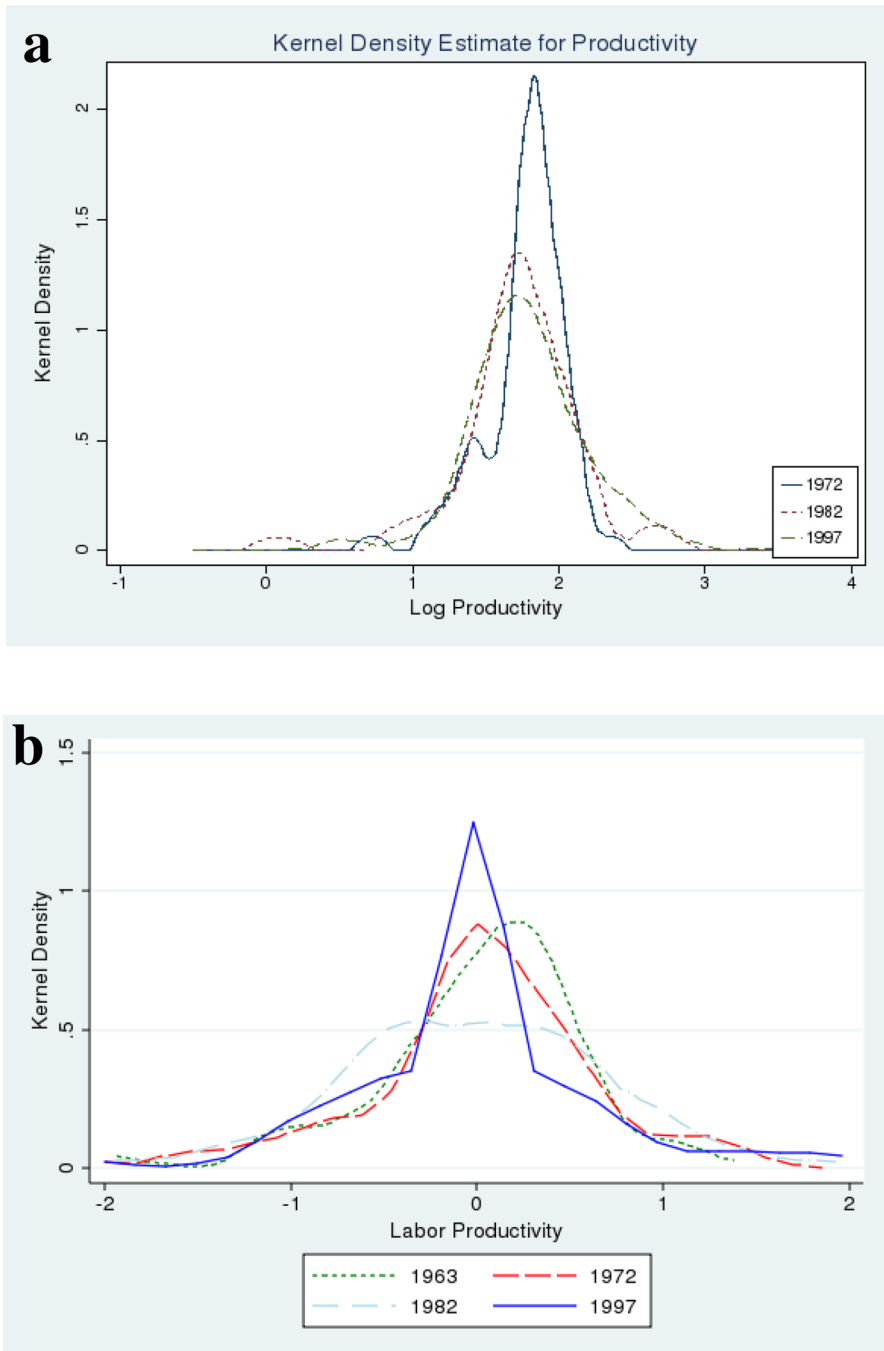 a
Kernel Density Estimate for Productivity
Kernel Density
2
1.5
1
.5
0
-1 0 1 2 3 4
Log Productivity
1972
1982
1997
b
Kernel Density
1.5
1
.5
0
-2 -1 0 1 2
Labor Productivity
1963 1972
1982 1997